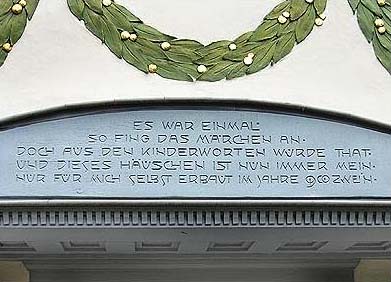 ES WAR EINMAL·
SO FING DAS MÄRCHEN AN·
DOCH AUS DEN KINDERWORTEN WURDE THAT·
UND DIESES HÄUSCHEN IST NUN IMMER MEIN·
NUR FÜR MICH SELBST ERBAUT IM JAHRE 90ZWEIN·